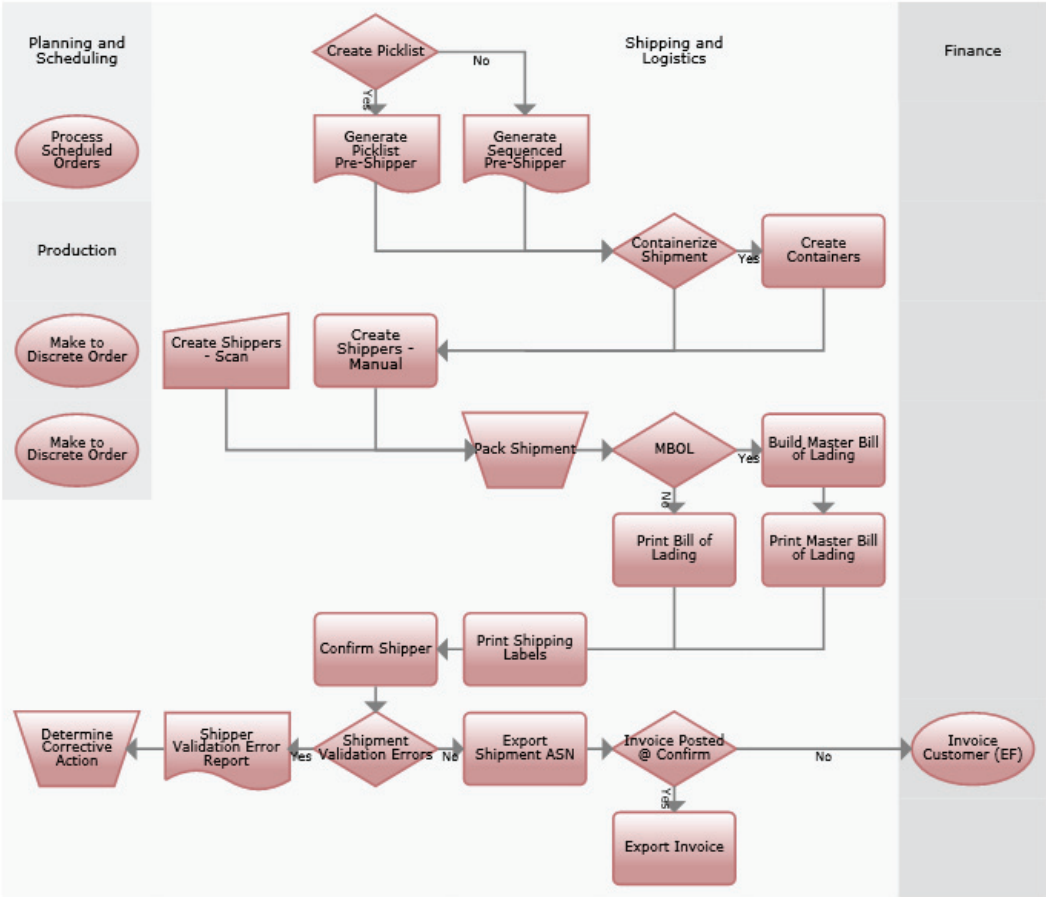 Planning and
Scheduling
Create Picklist
No
Yes
Shipping and
Logistics
Finance
Process
Scheduled
Orders
Generate
Picklist
Pre-Shipper
Generate
Sequenced
Pre-Shipper
Production
Containerize
Shipment
Yes
Create
Containers
Make to
Discrete Order
Create Shippers
- Scan
Create
Shippers -
Manual
Make to
Discrete Order
Pack Shipment
MBOL
Yes
No
Build Master Bill
of Lading
Print Bill of
Lading
Print Master Bill
of Lading
Confirm Shipper
Print Shipping
Labels
Determine
Corrective
Action
Shipper
Validation Error
Report
Yes
Shipment
Validation Errors
No
Export
Shipment ASN
Invoice Posted
@ Confirm
No
Yes
Invoice
Customer (EF)
Export Invoice